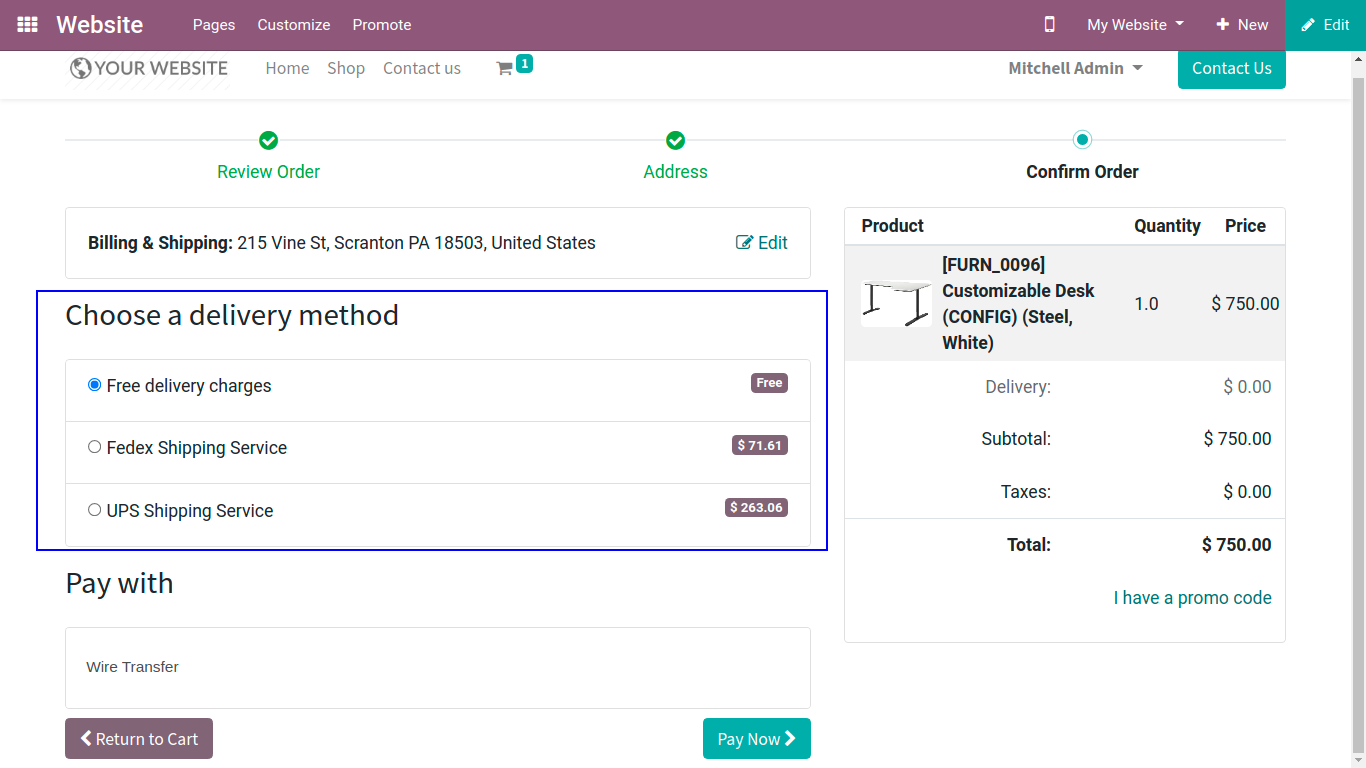 Website Pages Customize Promote My Website New Edit
YOUR WEBSITE Home Shop Contact us 1 Mitchell Admin Contact Us
Review Order Address Confirm Order
Billing & Shipping: 215 Vine St, Scranton PA 18503, United States Edit
Choose a delivery method
Free delivery charges Free
Fedex Shipping Service $ 71.61
UPS Shipping Service $ 263.06
Pay with
Wire Transfer
Return to Cart Pay Now
Product Quantity Price
[FURN_0096]
Customizable Desk
(CONFIG) (Steel,
White)
1.0 $ 750.00
Delivery: $ 0.00
Subtotal: $ 750.00
Taxes: $ 0.00
Total: $ 750.00
I have a promo code